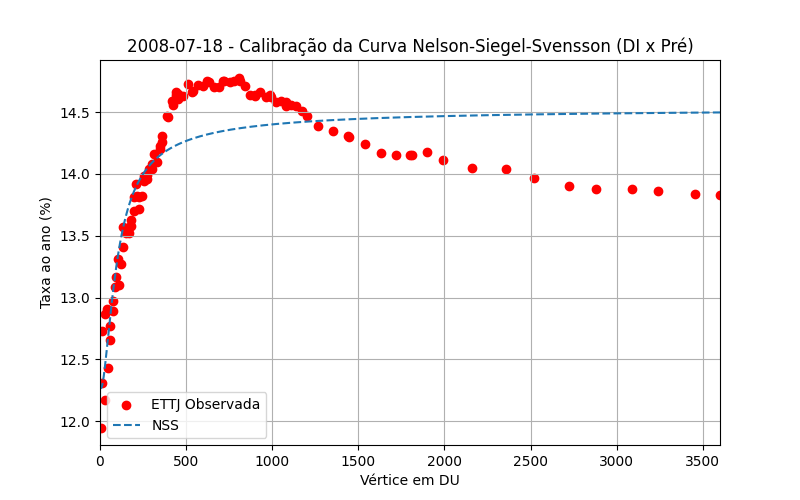 2008-07-18 - Calibração da Curva Nelson-Siegel-Svensson (DI x Pré)
Taxa ao ano (%)
14.5
14.0
13.5
13.0
12.5
12.0
ETTJ Observada
NSS
0 500 1000 1500 2000 2500 3000 3500
Vértice em DU